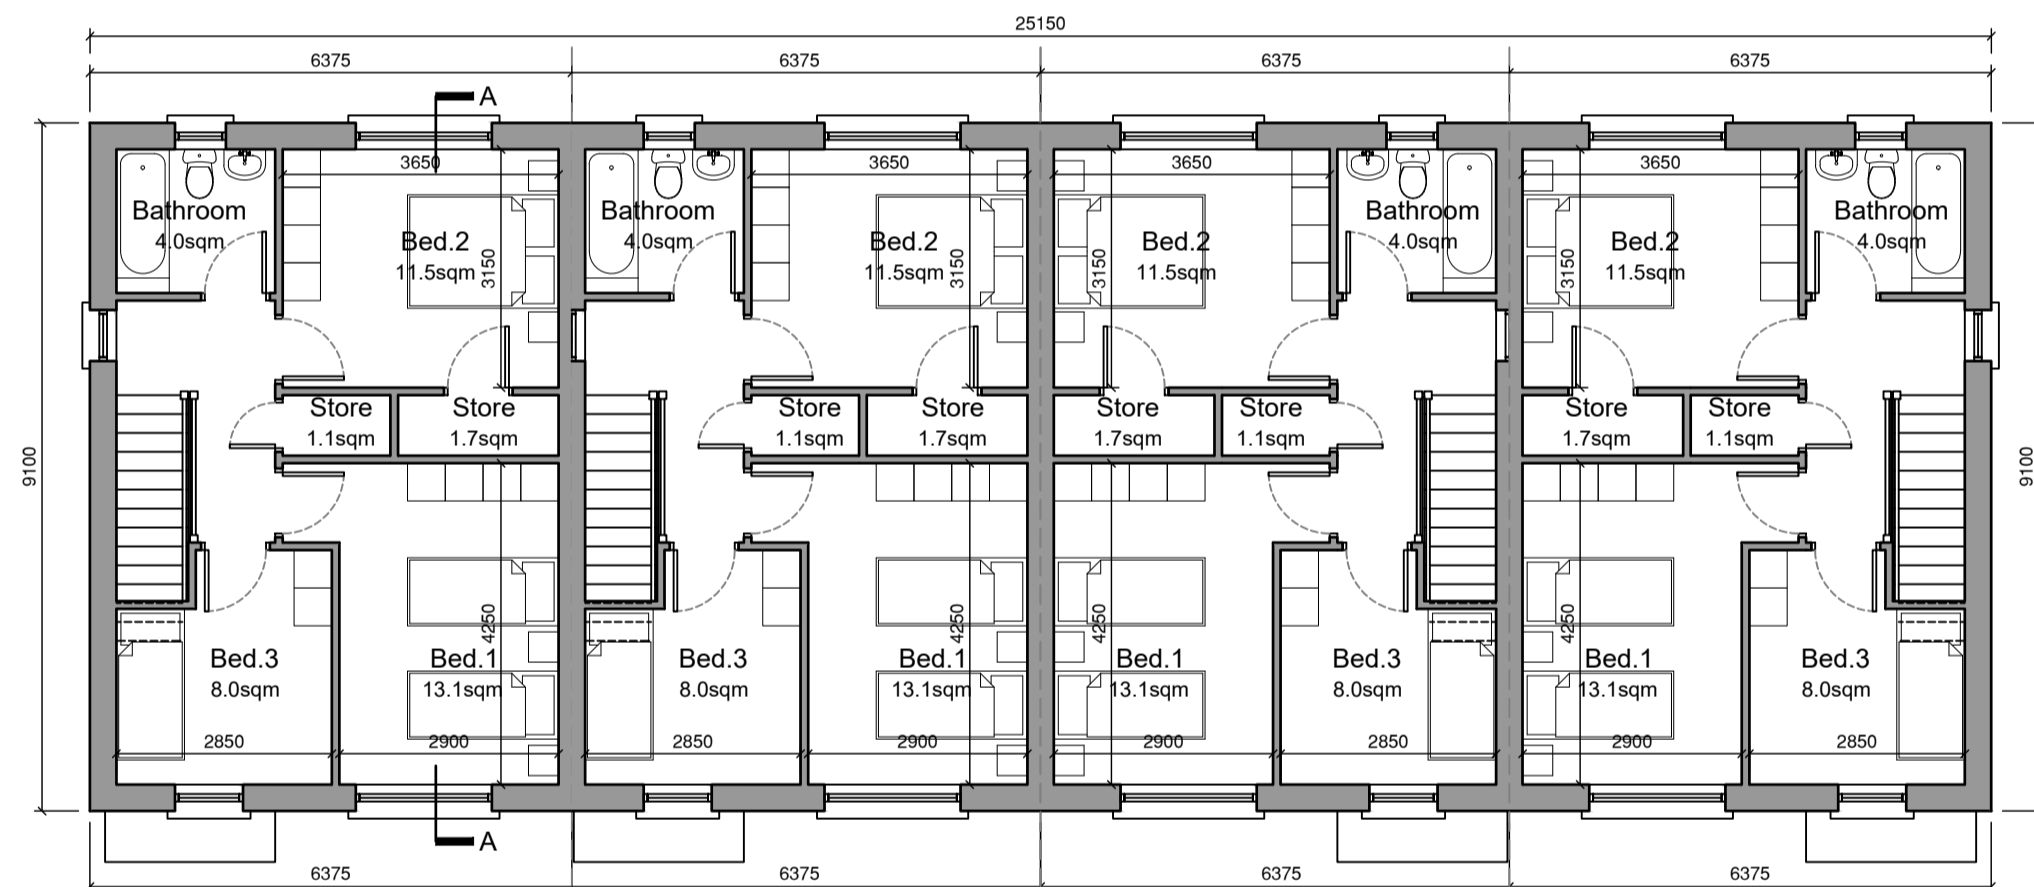 25150
6375 6375 6375 6375
A
3650 3650 3650 3650
Bathroom Bathroom Bathroom Bathroom
4.0sqm 4.0sqm 4.0sqm 4.0sqm
Bed.2 Bed.2 Bed.2 Bed.2
11.5sqm 11.5sqm 11.5sqm 11.5sqm
3150 3150 3150 3150
Store Store Store Store Store Store Store Store
1.1sqm 1.7sqm 1.1sqm 1.7sqm 1.7sqm 1.1sqm 1.7sqm 1.1sqm
9100 9100
4250 4250 4250 4250
Bed.3 Bed.1 Bed.3 Bed.1 Bed.1 Bed.3 Bed.1 Bed.3
8.0sqm 13.1sqm 8.0sqm 13.1sqm 13.1sqm 8.0sqm 13.1sqm 8.0sqm
2850 2900 2850 2900 2900 2850 2900 2850
A
6375 6375 6375 6375